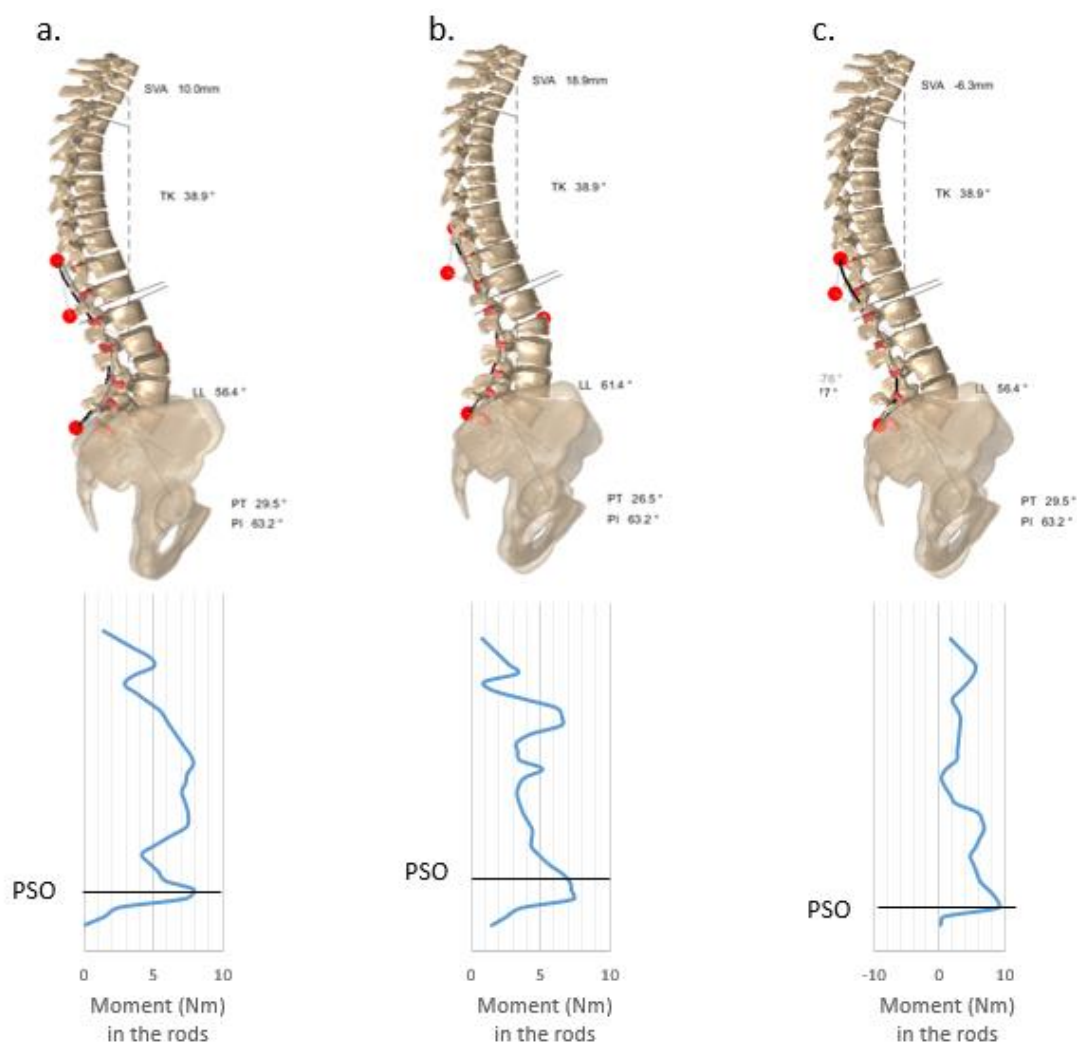 a.
SVA 10.0mm
TK 38.9°
LL 56.4°
PT 29.5°
PI 63.2°
b.
SVA 18.9mm
TK 38.9°
LL 61.4°
PT 26.5°
PI 63.2°
c.
SVA -6.3mm
TK 38.9°
LL 56.4°
PT 29.5°
PI 63.2°
PSO
0 5 10
Moment (Nm)
in the rods
PSO
0 5 10
Moment (Nm)
in the rods
PSO
-10 0 10
Moment (Nm)
in the rods